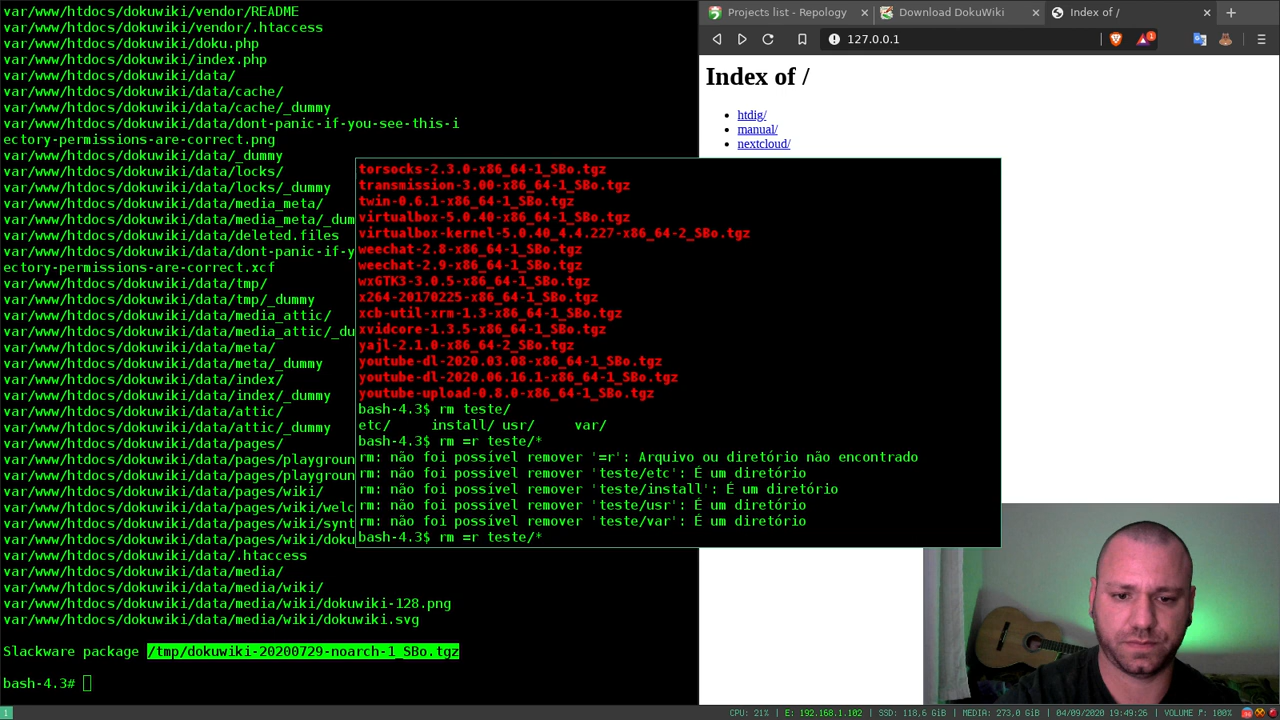 var/www/htdocs/dokuwiki/vendor/README
var/www/htdocs/dokuwiki/vendor/.htaccess
var/www/htdocs/dokuwiki/doku.php
var/www/htdocs/dokuwiki/index.php
var/www/htdocs/dokuwiki/data/
var/www/htdocs/dokuwiki/data/cache/
var/www/htdocs/dokuwiki/data/cache/_dummy
var/www/htdocs/dokuwiki/data/dont-panic-if-you-see-this-i
ectory-permissions-are-correct.png
var/www/htdocs/dokuwiki/data/_dummy
var/www/htdocs/dokuwiki/data/locks/
var/www/htdocs/dokuwiki/data/locks/_dummy
var/www/htdocs/dokuwiki/data/media_meta/
var/www/htdocs/dokuwiki/data/media_meta/_dum
var/www/htdocs/dokuwiki/data/deleted.files
var/www/htdocs/dokuwiki/data/dont-panic-if-y
ectory-permissions-are-correct.xcf
var/www/htdocs/dokuwiki/data/tmp/
var/www/htdocs/dokuwiki/data/tmp/_dummy
var/www/htdocs/dokuwiki/data/media_attic/
var/www/htdocs/dokuwiki/data/media_attic/_du
var/www/htdocs/dokuwiki/data/meta/
var/www/htdocs/dokuwiki/data/meta/_dummy
var/www/htdocs/dokuwiki/data/index/
var/www/htdocs/dokuwiki/data/index/_dummy
var/www/htdocs/dokuwiki/data/attic/
var/www/htdocs/dokuwiki/data/attic/_dummy
var/www/htdocs/dokuwiki/data/pages/
var/www/htdocs/dokuwiki/data/pages/playgroun
var/www/htdocs/dokuwiki/data/pages/playgroun
var/www/htdocs/dokuwiki/data/pages/wiki/
var/www/htdocs/dokuwiki/data/pages/wiki/welc
var/www/htdocs/dokuwiki/data/pages/wiki/synt
var/www/htdocs/dokuwiki/data/pages/wiki/doku
var/www/htdocs/dokuwiki/data/.htaccess
var/www/htdocs/dokuwiki/data/media/
var/www/htdocs/dokuwiki/data/media/wiki/
var/www/htdocs/dokuwiki/data/media/wiki/dokuwiki-128.png
var/www/htdocs/dokuwiki/data/media/wiki/dokuwiki.svg
Slackware package /tmp/dokuwiki-20200729-noarch-1_SBo.tgz
bash-4.3#
torsocks-2.3.0-x86_64-1_SBo.tgz
transmission-3.00-x86_64-1_SBo.tgz
twin-0.6.1-x86_64-1_SBo.tgz
virtualbox-5.0.40-x86_64-1_SBo.tgz
virtualbox-kernel-5.0.40_4.4.227-x86_64-2_SBo.tgz
weechat-2.8-x86_64-1_SBo.tgz
weechat-2.9-x86_64-1_SBo.tgz
wxGTK3-3.0.5-x86_64-1_SBo.tgz
x264-20170225-x86_64-1_SBo.tgz
xcb-util-xrm-1.3-x86_64-1_SBo.tgz
xvidcore-1.3.5-x86_64-1_SBo.tgz
yajl-2.1.0-x86_64-2_SBo.tgz
youtube-dl-2020.03.08-x86_64-1_SBo.tgz
youtube-dl-2020.06.16.1-x86_64-1_SBo.tgz
youtube-upload-0.8.0-x86_64-1_SBo.tgz
bash-4.3$ rm teste/
etc/ install/ usr/ var/
bash-4.3$ rm =r teste/*
rm: não foi possível remover '=r': Arquivo ou diretório não encontrado
rm: não foi possível remover 'teste/etc': É um diretório
rm: não foi possível remover 'teste/install': É um diretório
rm: não foi possível remover 'teste/usr': É um diretório
rm: não foi possível remover 'teste/var': É um diretório
bash-4.3$ rm =r teste/*
Projects list - Repology
Download DokuWiki
Index of /
127.0.0.1
1
Index of /
htdig/
manual/
nextcloud/
1
CPU: 21% | E: 192.168.1.102 | SSD: 118,6 GiB | MEDIA: 273,0 GiB | 04/09/2020 19:49:26 | VOLUME ♪: 100%